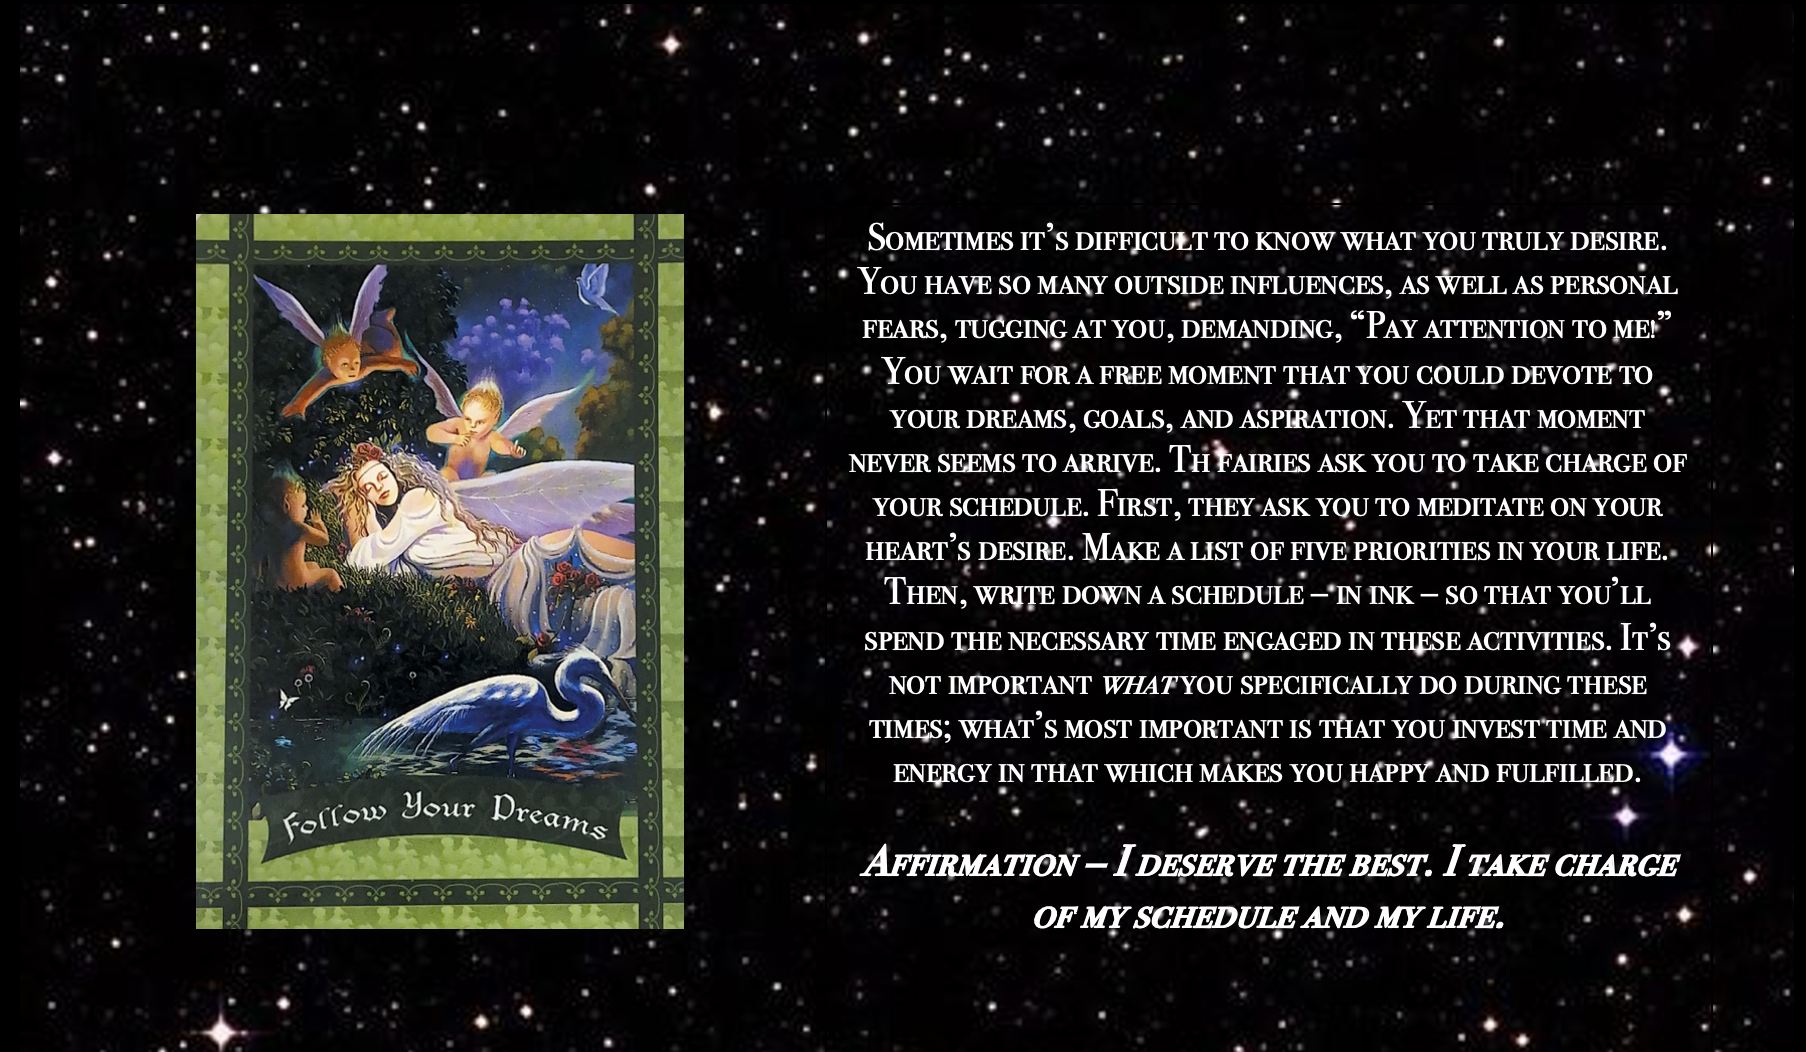 Follow Your Dreams
Sometimes it’s difficult to know what you truly desire.
You have so many outside influences, as well as personal
fears, tugging at you, demanding, “Pay attention to me!”
You wait for a free moment that you could devote to
your dreams, goals, and aspiration. Yet that moment
never seems to arrive. Th fairies ask you to take charge of
your schedule. First, they ask you to meditate on your
heart’s desire. Make a list of five priorities in your life.
Then, write down a schedule – in ink – so that you’ll
spend the necessary time engaged in these activities. It’s
not important what you specifically do during these
times; what’s most important is that you invest time and
energy in that which makes you happy and fulfilled.
Affirmation – I deserve the best. I take charge
of my schedule and my life.